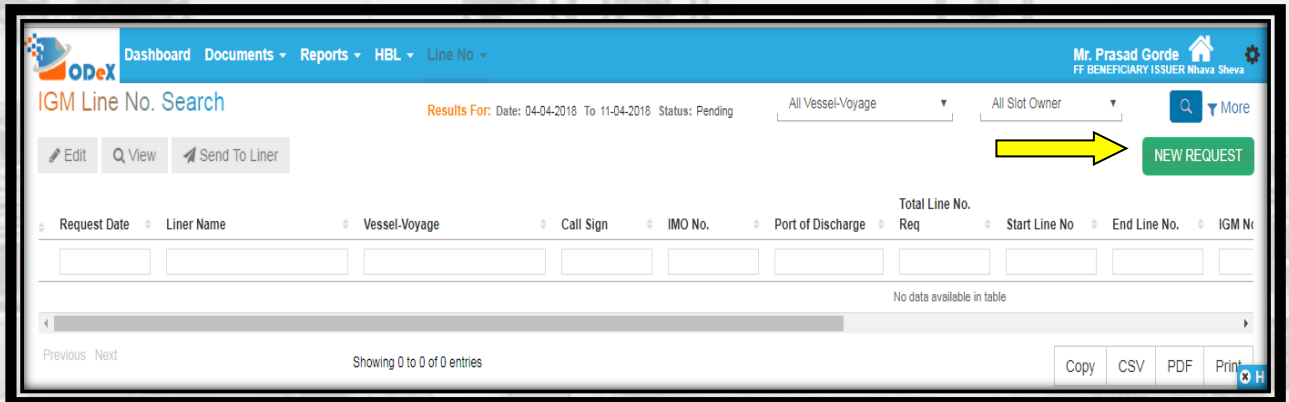 ODeX Dashboard Documents Reports HBL Line No
Mr. Prasad Gorde
FF BENEFICIARY ISSUER Nhava Sheva
IGM Line No. Search
Results For: Date: 04-04-2018 To 11-04-2018 Status: Pending
All Vessel-Voyage
All Slot Owner
More
Edit View Send To Liner
NEW REQUEST
Request Date Liner Name Vessel-Voyage Call Sign IMO No. Port of Discharge Total Line No. Req Start Line No End Line No. IGM No
No data available in table
Previous Next
Showing 0 to 0 of 0 entries
Copy CSV PDF Print
H